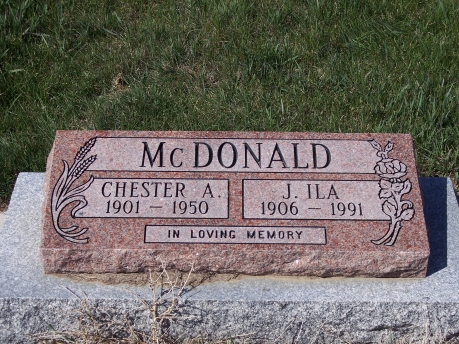 McDONALD
CHESTER A. J. ILA
1901 — 1950 1906 — 1991
IN LOVING MEMORY